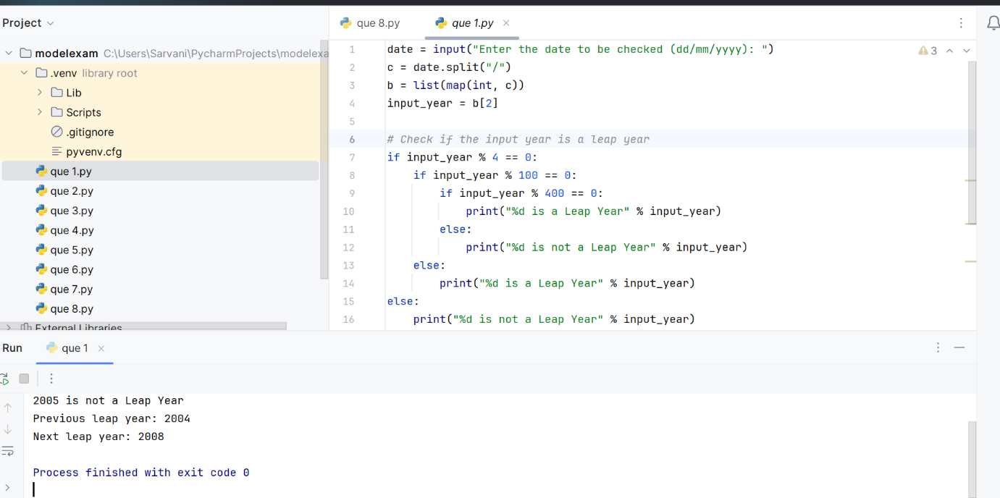 Project
modelexam C:\Users\Sarvani\PycharmProjects\modelexa
.venv library root
Lib
Scripts
.gitignore
pyvenv.cfg
que 1.py
que 2.py
que 3.py
que 4.py
que 5.py
que 6.py
que 7.py
que 8.py
External Libraries
que 8.py que 1.py
3
1 date = input("Enter the date to be checked (dd/mm/yyyy): ")
2 c = date.split("/")
3 b = list(map(int, c))
4 input_year = b[2]
5
6 # Check if the input year is a leap year
7 if input_year % 4 == 0:
8     if input_year % 100 == 0:
9         if input_year % 400 == 0:
10             print("%d is a Leap Year" % input_year)
11         else:
12             print("%d is not a Leap Year" % input_year)
13     else:
14         print("%d is a Leap Year" % input_year)
15 else:
16     print("%d is not a Leap Year" % input_year)
Run que 1
2005 is not a Leap Year
Previous leap year: 2004
Next leap year: 2008
Process finished with exit code 0